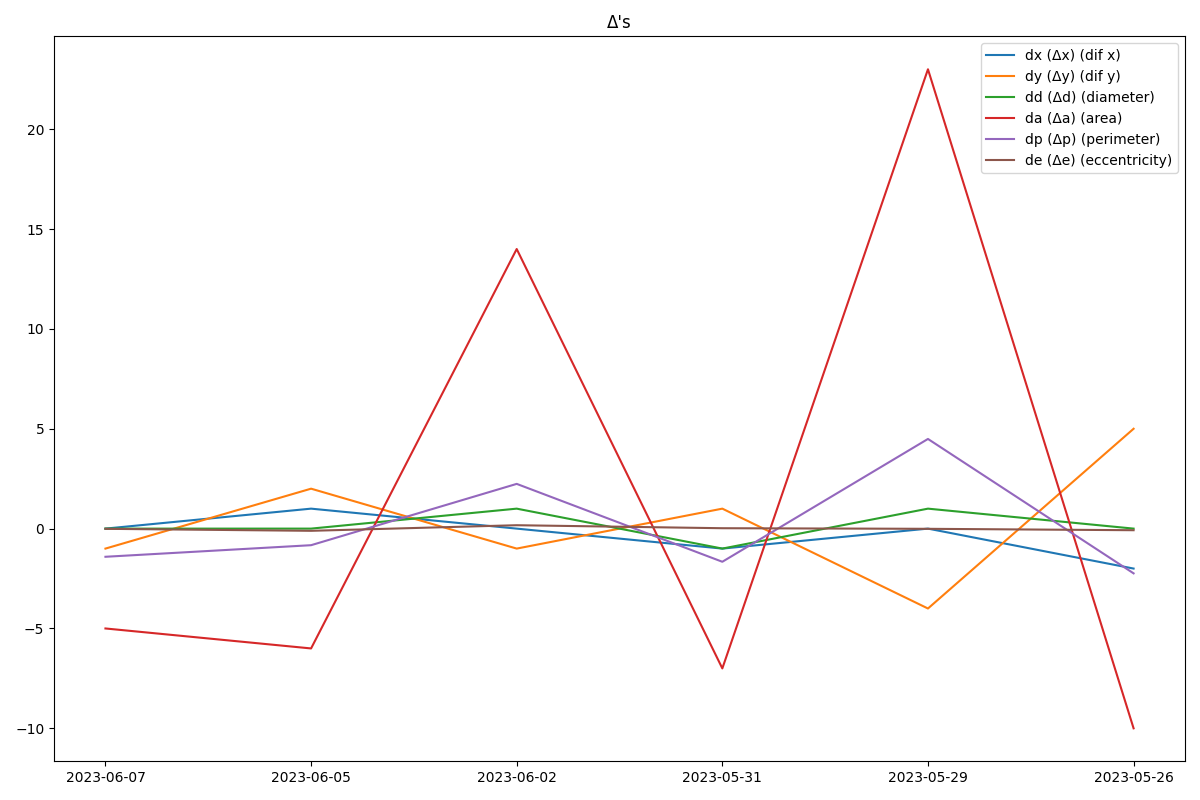 Δ's
dx (Δx) (dif x)
dy (Δy) (dif y)
dd (Δd) (diameter)
da (Δa) (area)
dp (Δp) (perimeter)
de (Δe) (eccentricity)
20
15
10
5
0
−5
−10
2023-06-07 2023-06-05 2023-06-02 2023-05-31 2023-05-29 2023-05-26